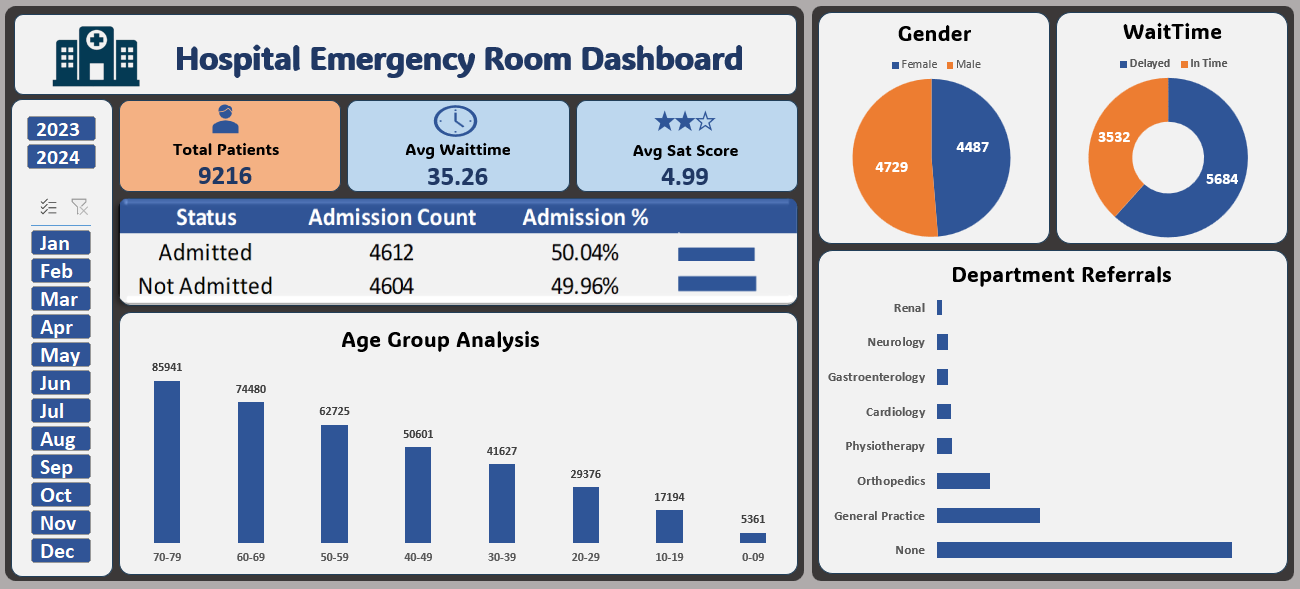 Hospital Emergency Room Dashboard
2023
2024
Jan
Feb
Mar
Apr
May
Jun
Jul
Aug
Sep
Oct
Nov
Dec
Total Patients
9216
Avg Waittime
35.26
Avg Sat Score
4.99
Status Admission Count Admission %
Admitted 4612 50.04%
Not Admitted 4604 49.96%
Age Group Analysis
85941
74480
62725
50601
41627
29376
17194
5361
70-79 60-69 50-59 40-49 30-39 20-29 10-19 0-09
Gender
Female Male
4729
4487
WaitTime
Delayed In Time
3532
5684
Department Referrals
Renal
Neurology
Gastroenterology
Cardiology
Physiotherapy
Orthopedics
General Practice
None